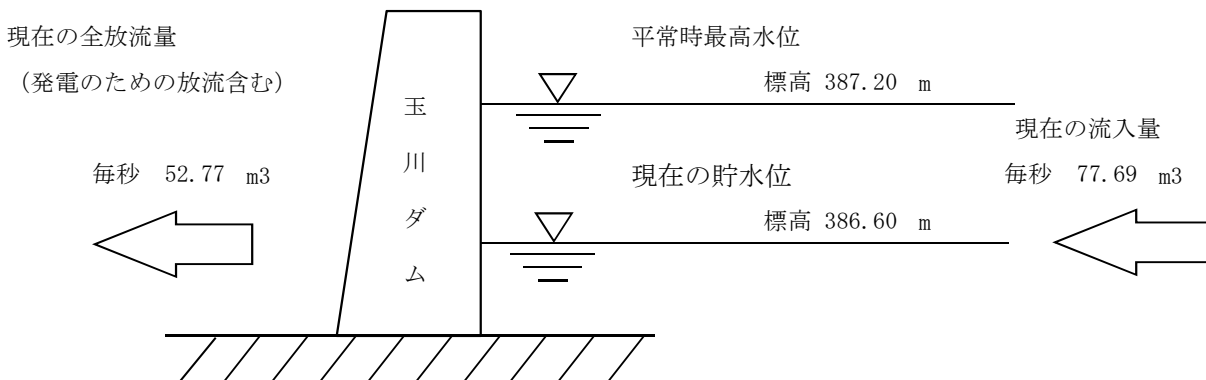 現在の全放流量
（発電のための放流含む）
毎秒 52.77 m3
玉川ダム
平常時最高水位
標高 387.20 m
現在の貯水位
標高 386.60 m
現在の流入量
毎秒 77.69 m3